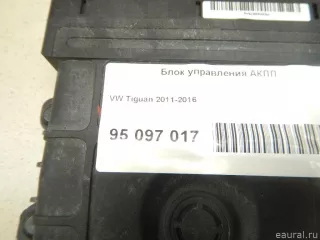 Блок управления АКПП
VW Tiguan 2011-2016
95 097 017
eaural.ru